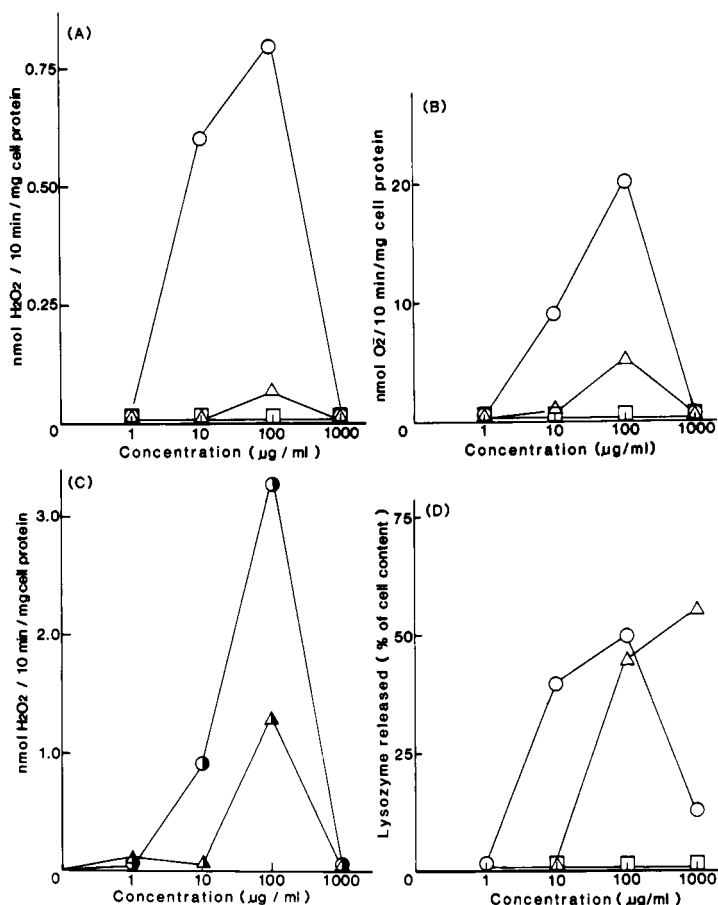 (A)
nmol H2O2 / 10 min / mg cell protein
0.75
0.50
0.25
0
1 10 100 1000
Concentration (µg / ml)
(B)
nmol O2̄/10 min/mg cell protein
20
10
0
1 10 100 1000
Concentration (µg/ml)
(C)
nmol H2O2 / 10 min / mg cell protein
3.0
2.0
1.0
0
1 10 100 1000
Concentration (µg / ml)
(D)
Lysozyme released ( % of cell content )
75
50
25
0
1 10 100 1000
Concentration (µg/ml)